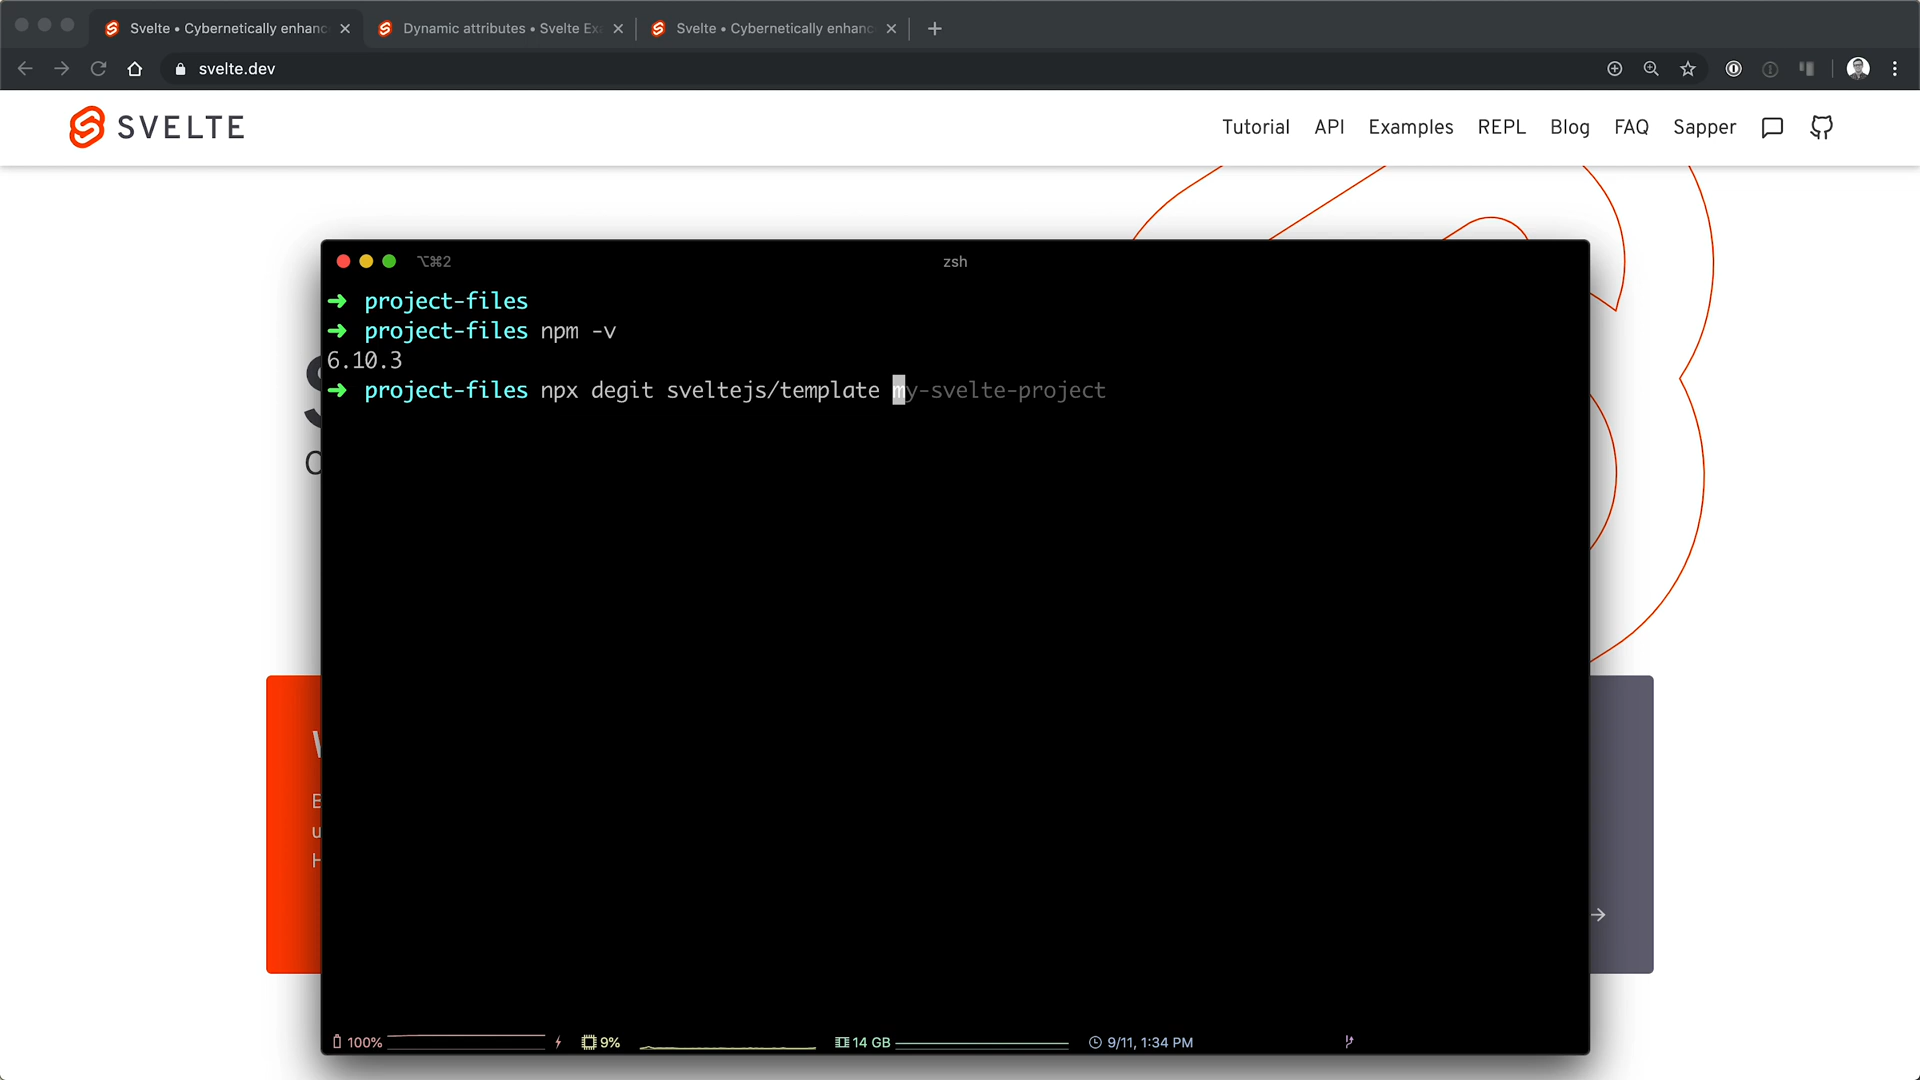 Svelte • Cybernetically enhanc
Dynamic attributes • Svelte Ex
Svelte • Cybernetically enhanc
svelte.dev
SVELTE
Tutorial API Examples REPL Blog FAQ Sapper
⌥⌘2
zsh
➜ project-files
➜ project-files npm -v
6.10.3
➜ project-files npx degit sveltejs/template my-svelte-project
100%
9%
14 GB
9/11, 1:34 PM